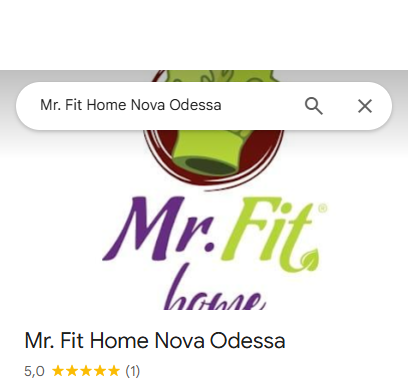 Mr. Fit Home Nova Odessa
Mr. Fit®
home
Mr. Fit Home Nova Odessa
5,0 ★★★★★ (1)